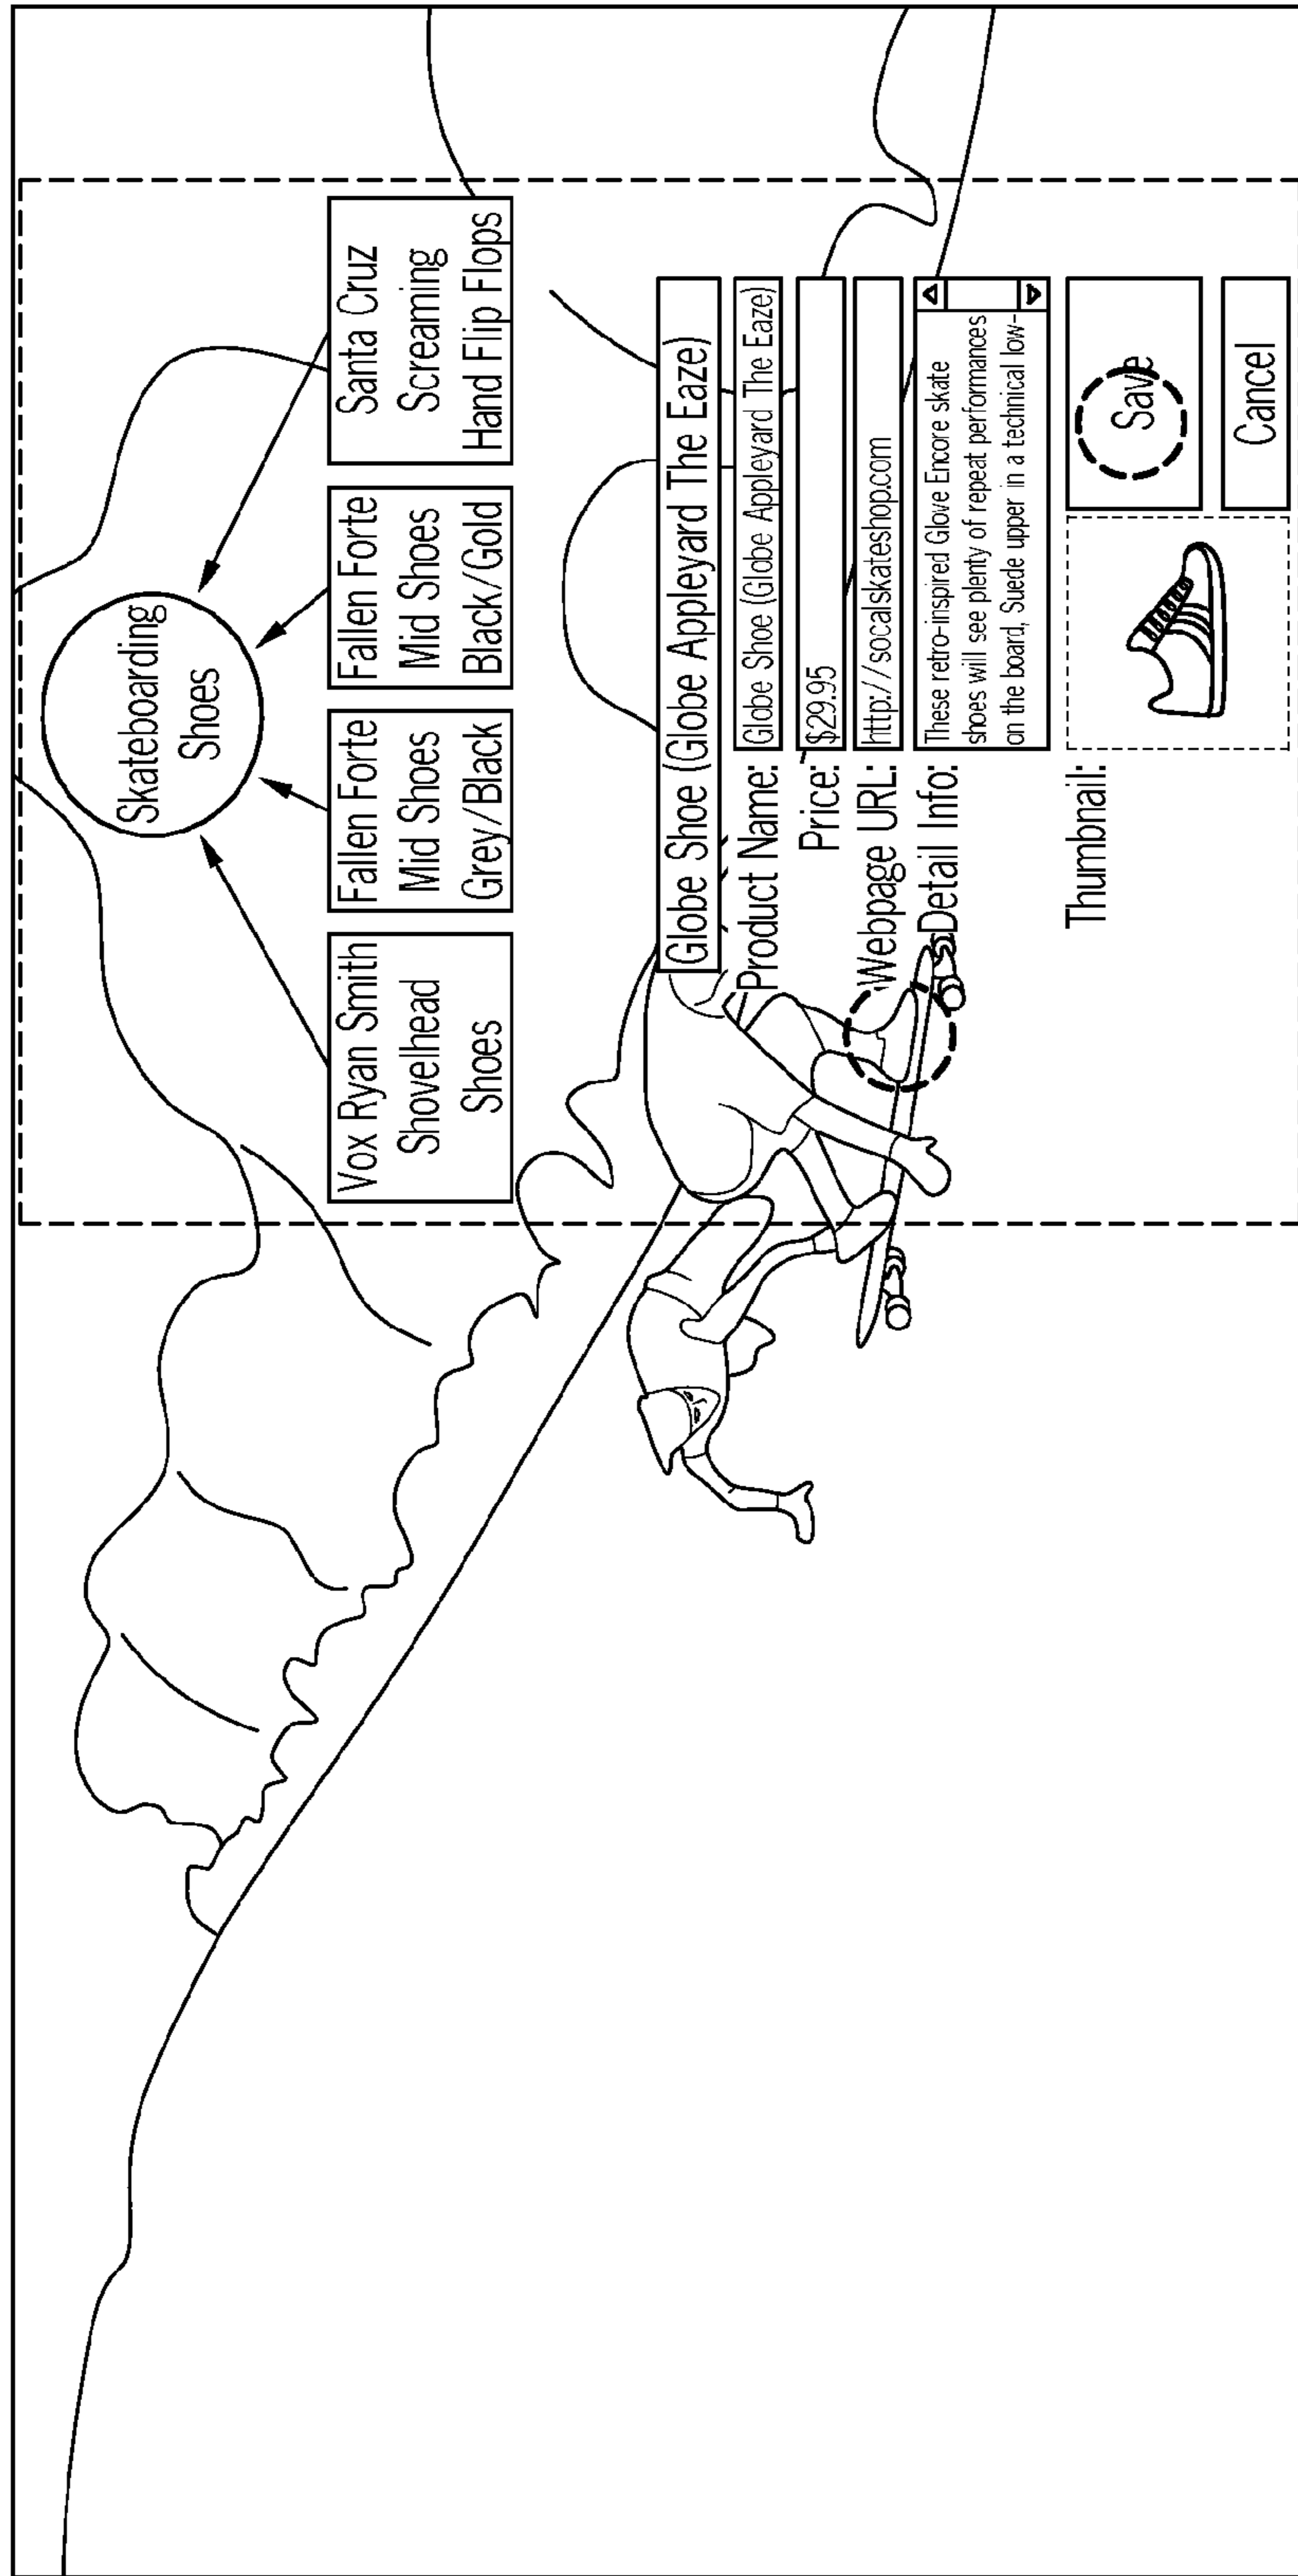 Skateboarding
Shoes
Vox Ryan Smith
Shovelhead
Shoes
Fallen Forte
Mid Shoes
Grey/Black
Fallen Forte
Mid Shoes
Black/Gold
Santa Cruz
Screaming
Hand Flip Flops
Globe Shoe (Globe Appleyard The Eaze)
Product Name: Globe Shoe (Globe Appleyard The Eaze)
Price: $29.95
Webpage URL: http://socalskateshop.com
Detail Info: These retro-inspired Glove Encore skate
shoes will see plenty of repeat performances
on the board, Suede upper in a technical low-
Thumbnail:
Save
Cancel